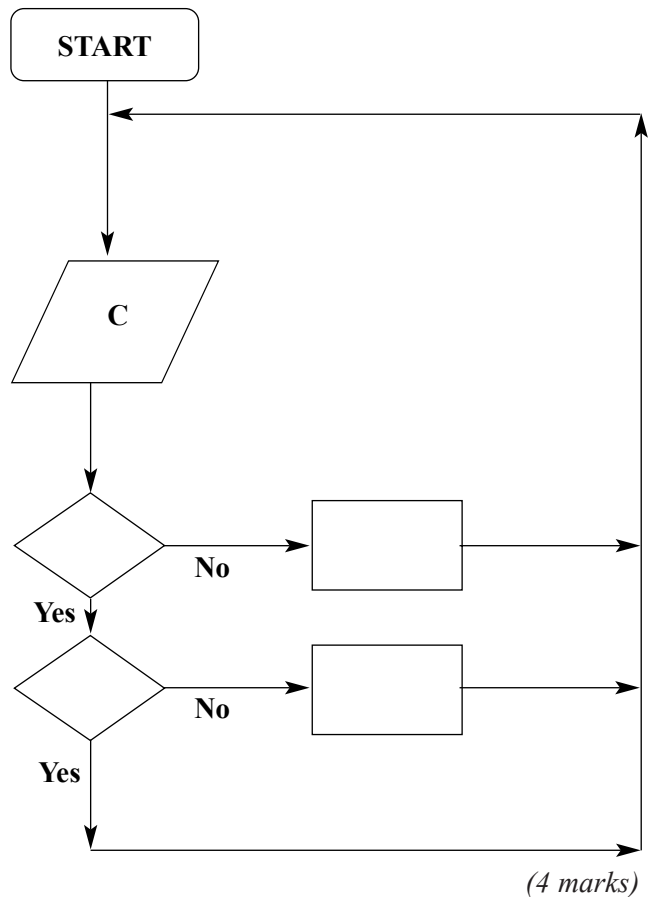 START
C
No
Yes
No
Yes
(4 marks)